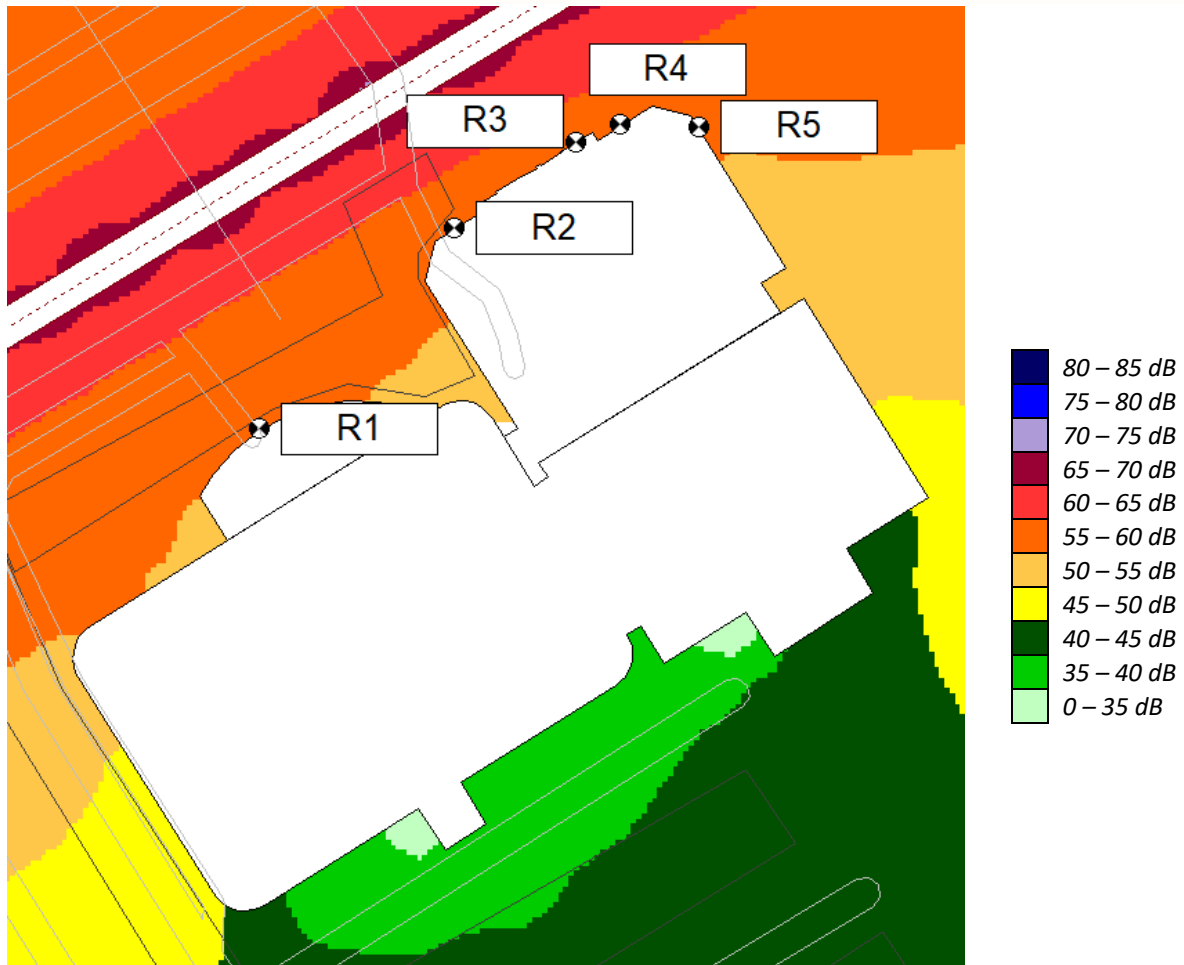 R4
R3
R5
R2
R1
80 – 85 dB
75 – 80 dB
70 – 75 dB
65 – 70 dB
60 – 65 dB
55 – 60 dB
50 – 55 dB
45 – 50 dB
40 – 45 dB
35 – 40 dB
0 – 35 dB